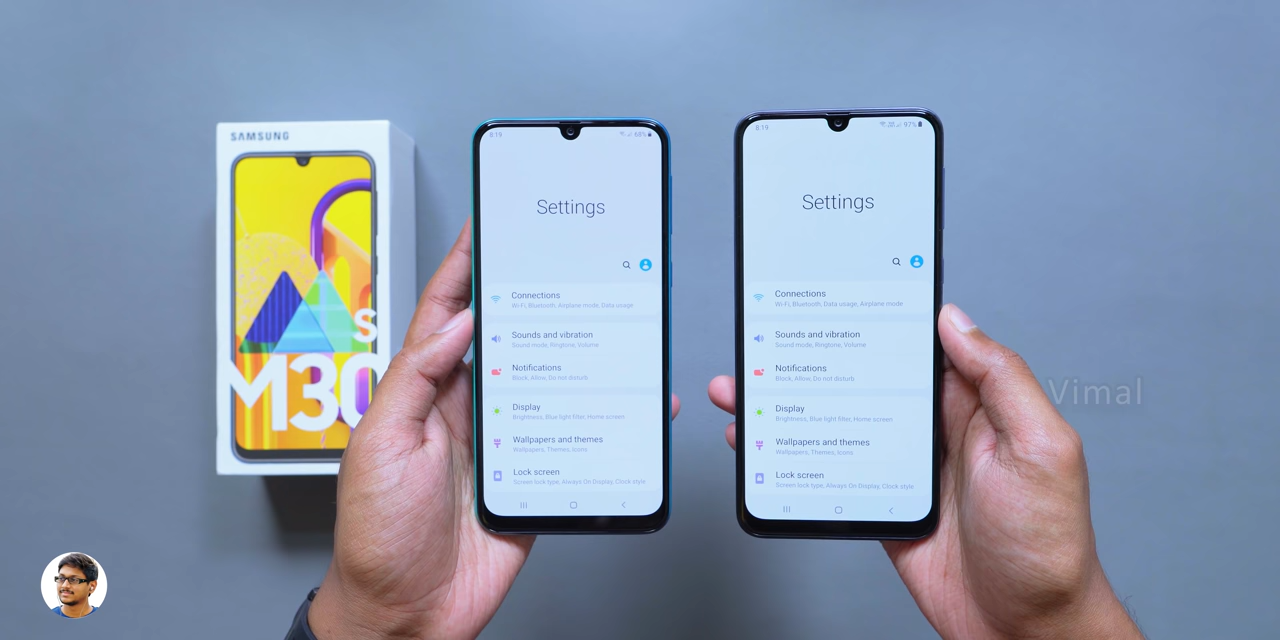 SAMSUNG
M30
s
8:19
68%
Settings
Connections
Wi-Fi, Bluetooth, Airplane mode, Data usage
Sounds and vibration
Sound mode, Ringtone, Volume
Notifications
Block, Allow, Do not disturb
Display
Brightness, Blue light filter, Home screen
Wallpapers and themes
Wallpapers, Themes, Icons
Lock screen
Screen lock type, Always On Display, Clock style
8:19
97%
Settings
Connections
Wi-Fi, Bluetooth, Data usage, Airplane mode
Sounds and vibration
Sound mode, Ringtone, Volume
Notifications
Block, Allow, Do not disturb
Display
Brightness, Blue light filter, Home screen
Wallpapers and themes
Wallpapers, Themes, Icons
Lock screen
Screen lock type, Always On Display, Clock style
Vimal